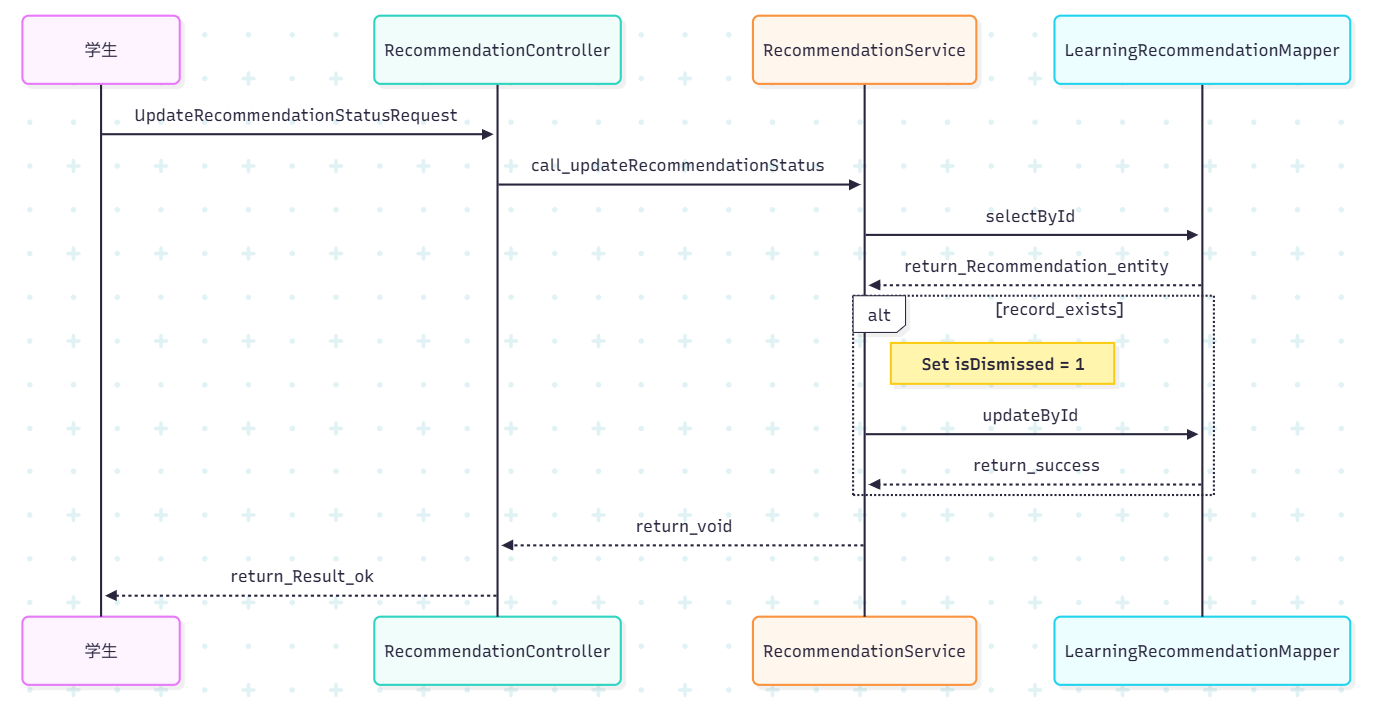 学生
RecommendationController
RecommendationService
LearningRecommendationMapper
UpdateRecommendationStatusRequest
call_updateRecommendationStatus
selectById
return_Recommendation_entity
alt
[record_exists]
Set isDismissed = 1
updateById
return_success
return_void
return_Result_ok
学生
RecommendationController
RecommendationService
LearningRecommendationMapper